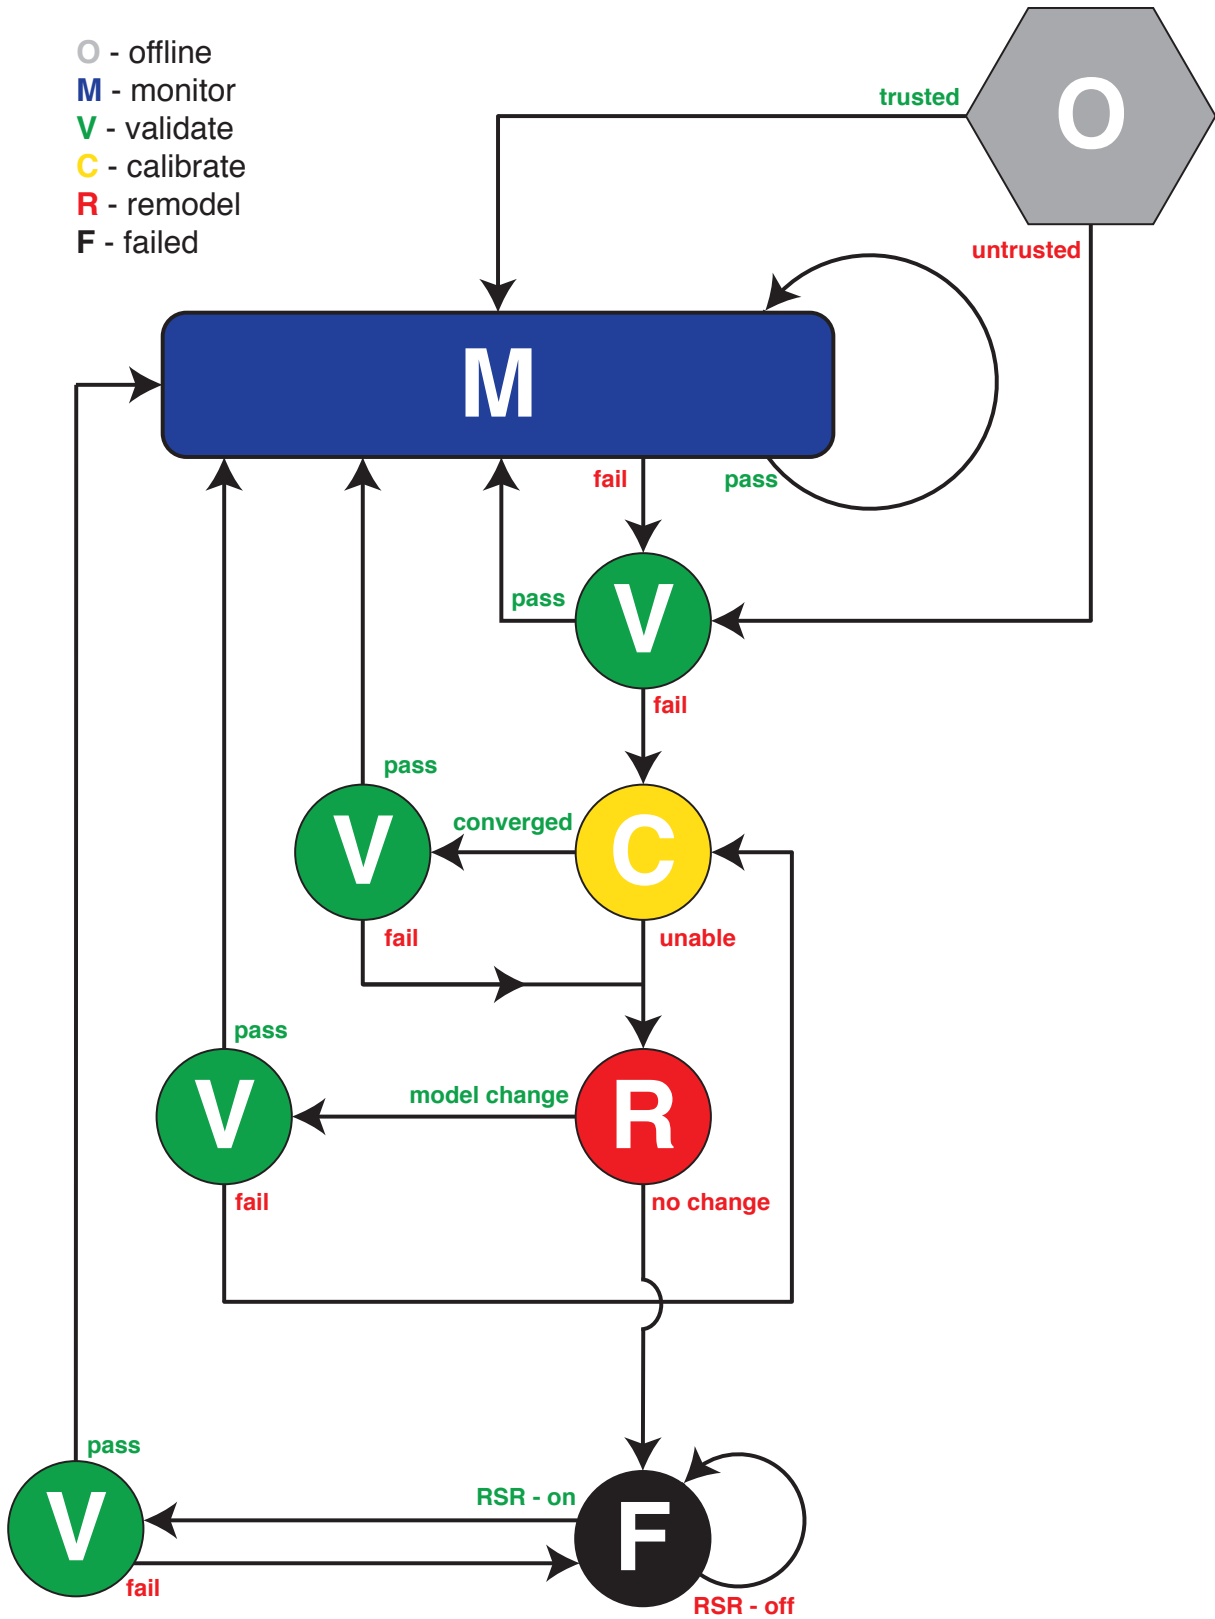 O - offline
M - monitor
V - validate
C - calibrate
R - remodel
F - failed
trusted
O
untrusted
M
fail
pass
pass
V
fail
pass
converged
V
C
fail
unable
pass
model change
V
R
fail
no change
pass
RSR - on
V
F
fail
RSR - off